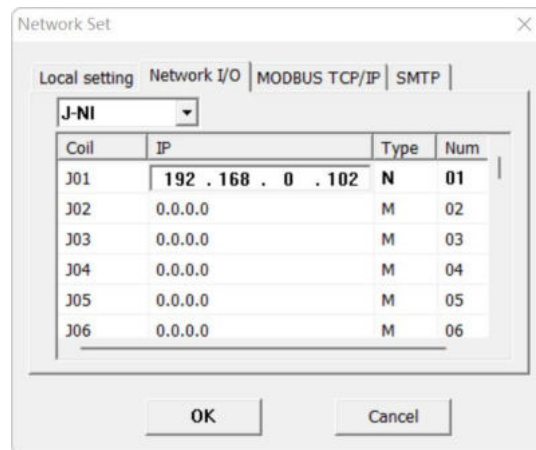 Network Set
Local setting Network I/O MODBUS TCP/IP SMTP
J-NI
Coil IP Type Num
J01 192 . 168 . 0 . 102 N 01
J02 0.0.0.0 M 02
J03 0.0.0.0 M 03
J04 0.0.0.0 M 04
J05 0.0.0.0 M 05
J06 0.0.0.0 M 06
OK Cancel